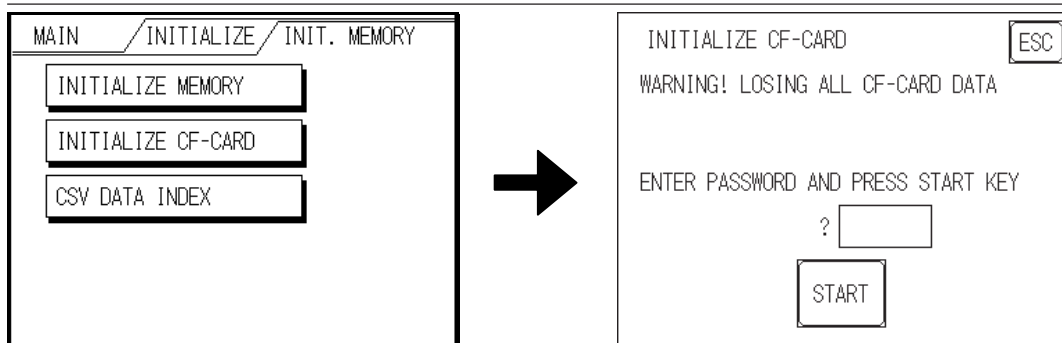 MAIN INITIALIZE INIT. MEMORY
INITIALIZE MEMORY
INITIALIZE CF-CARD
CSV DATA INDEX
INITIALIZE CF-CARD
ESC
WARNING! LOSING ALL CF-CARD DATA
ENTER PASSWORD AND PRESS START KEY
?
START